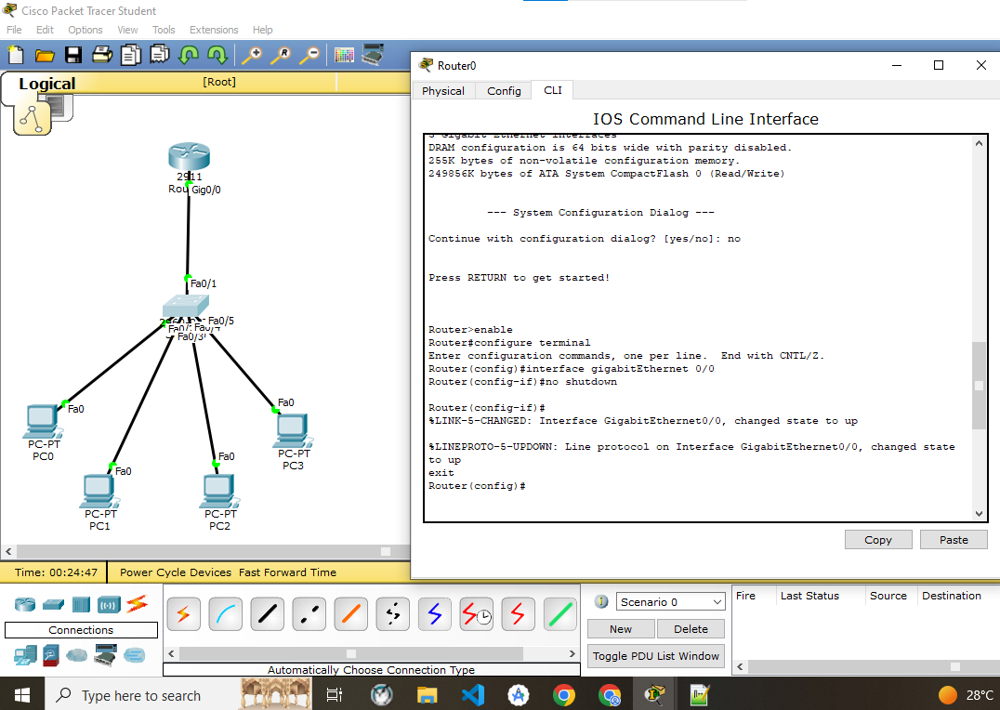 Cisco Packet Tracer Student
File Edit Options View Tools Extensions Help
Logical
[Root]
2911
Gig0/0
Fa0/1
Fa0/5
Fa0/3
Fa0
PC-PT
PC0
Fa0
PC-PT
PC1
Fa0
PC-PT
PC2
Fa0
PC-PT
PC3
Time: 00:24:47
Power Cycle Devices Fast Forward Time
Connections
Automatically Choose Connection Type
Router0
Physical Config CLI
IOS Command Line Interface
3 Gigabit Ethernet interfaces
DRAM configuration is 64 bits wide with parity disabled.
255K bytes of non-volatile configuration memory.
249856K bytes of ATA System CompactFlash 0 (Read/Write)
--- System Configuration Dialog ---
Continue with configuration dialog? [yes/no]: no
Press RETURN to get started!
Router>enable
Router#configure terminal
Enter configuration commands, one per line. End with CNTL/Z.
Router(config)#interface gigabitEthernet 0/0
Router(config-if)#no shutdown
Router(config-if)#
%LINK-5-CHANGED: Interface GigabitEthernet0/0, changed state to up
%LINEPROTO-5-UPDOWN: Line protocol on Interface GigabitEthernet0/0, changed state
to up
exit
Router(config)#
Copy Paste
Scenario 0
New Delete
Toggle PDU List Window
Fire Last Status Source Destination
Type here to search
28°C